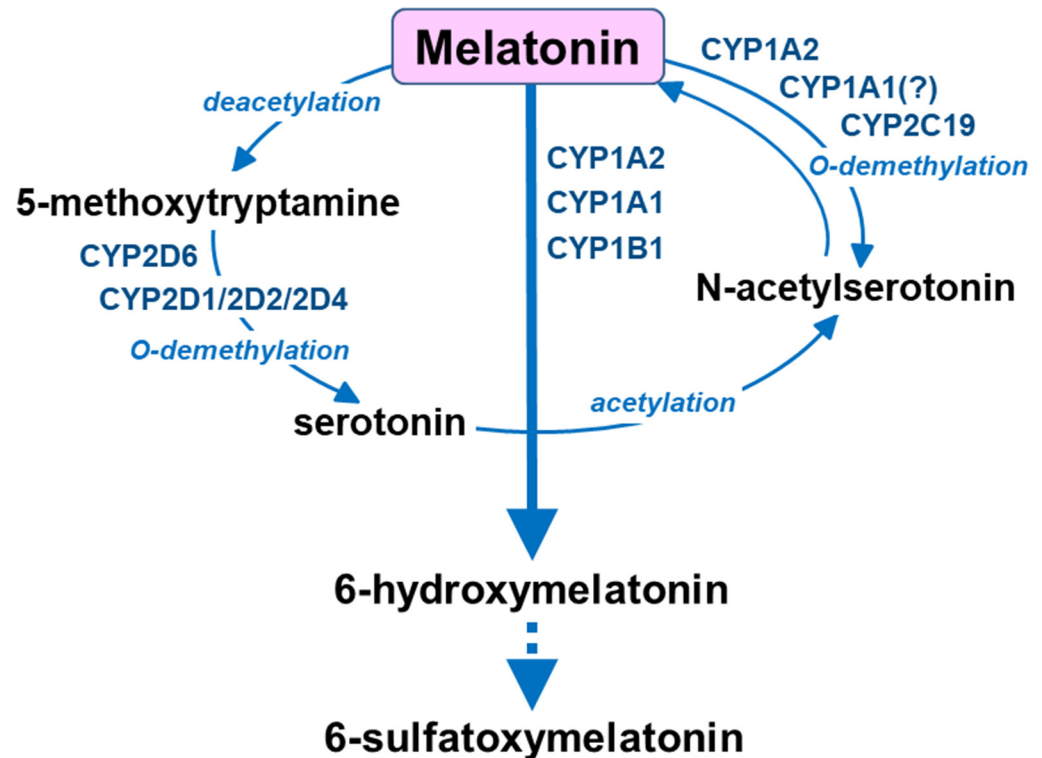 Melatonin
CYP1A2
CYP1A1(?)
CYP2C19
O-demethylation
deacetylation
5-methoxytryptamine
CYP1A2
CYP1A1
CYP1B1
CYP2D6
CYP2D1/2D2/2D4
O-demethylation
N-acetylserotonin
serotonin
acetylation
6-hydroxymelatonin
6-sulfatoxymelatonin